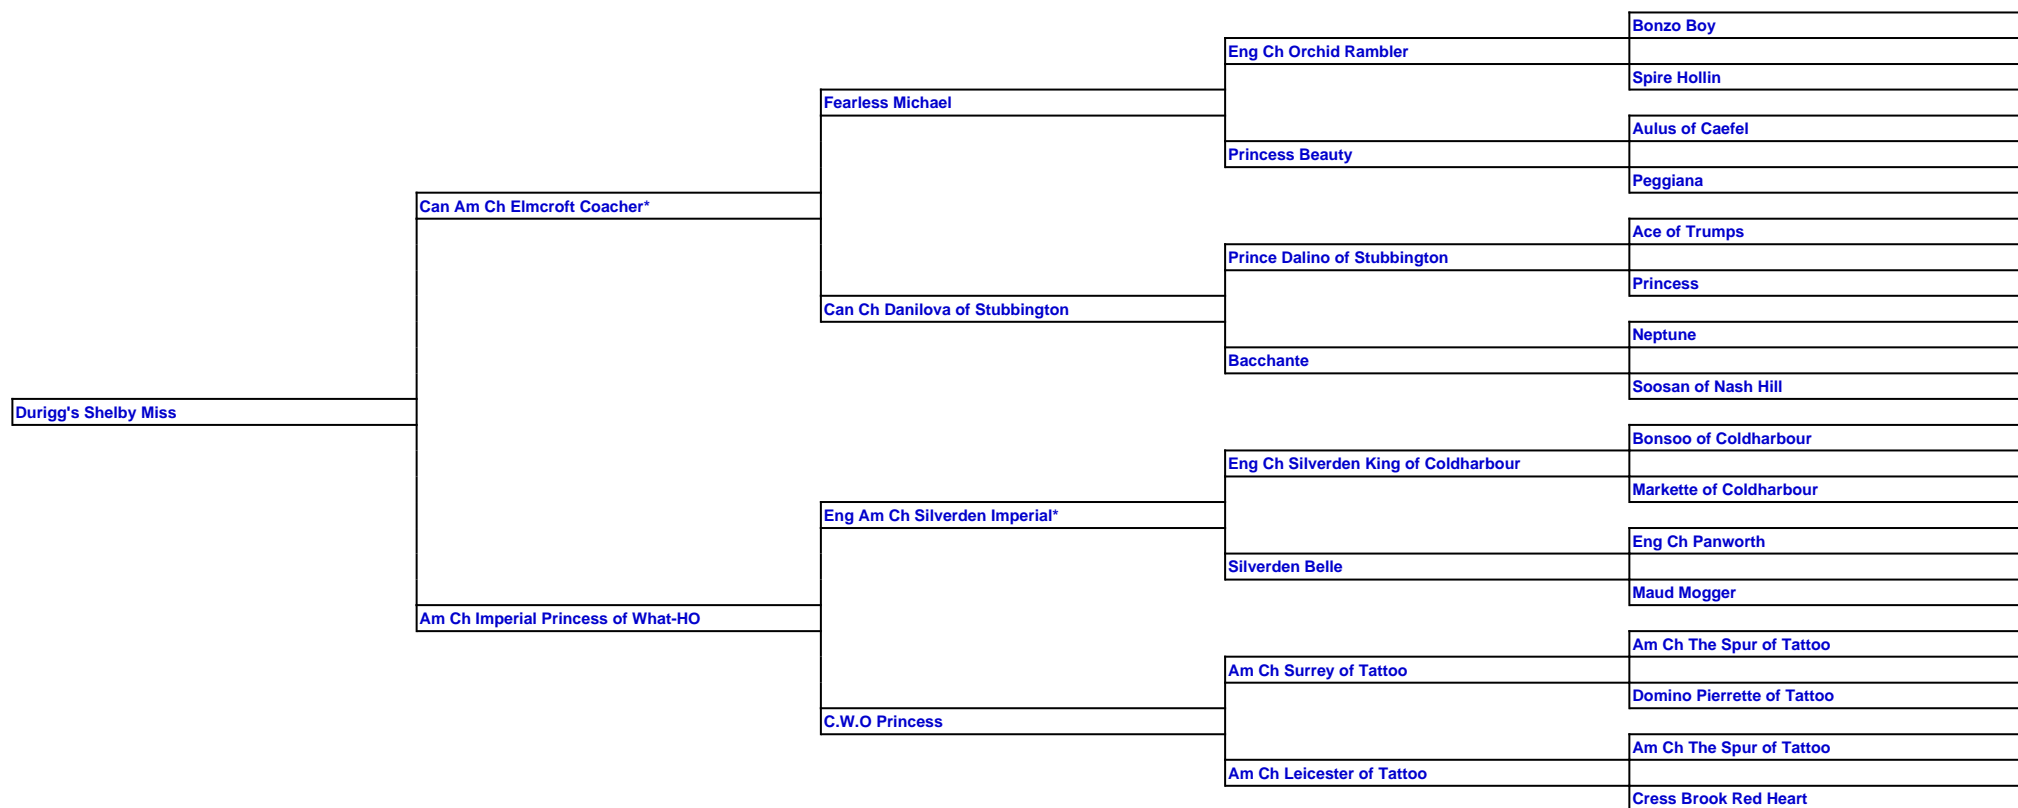 Bonzo Boy
Eng Ch Orchid Rambler
Spire Hollin
Fearless Michael
Aulus of Caefel
Princess Beauty
Peggiana
Can Am Ch Elmcroft Coacher*
Ace of Trumps
Prince Dalino of Stubbington
Princess
Can Ch Danilova of Stubbington
Neptune
Bacchante
Soosan of Nash Hill
Durigg's Shelby Miss
Bonsoo of Coldharbour
Eng Ch Silverden King of Coldharbour
Markette of Coldharbour
Eng Am Ch Silverden Imperial*
Eng Ch Panworth
Silverden Belle
Maud Mogger
Am Ch Imperial Princess of What-HO
Am Ch The Spur of Tattoo
Am Ch Surrey of Tattoo
Domino Pierrette of Tattoo
C.W.O Princess
Am Ch The Spur of Tattoo
Am Ch Leicester of Tattoo
Cress Brook Red Heart